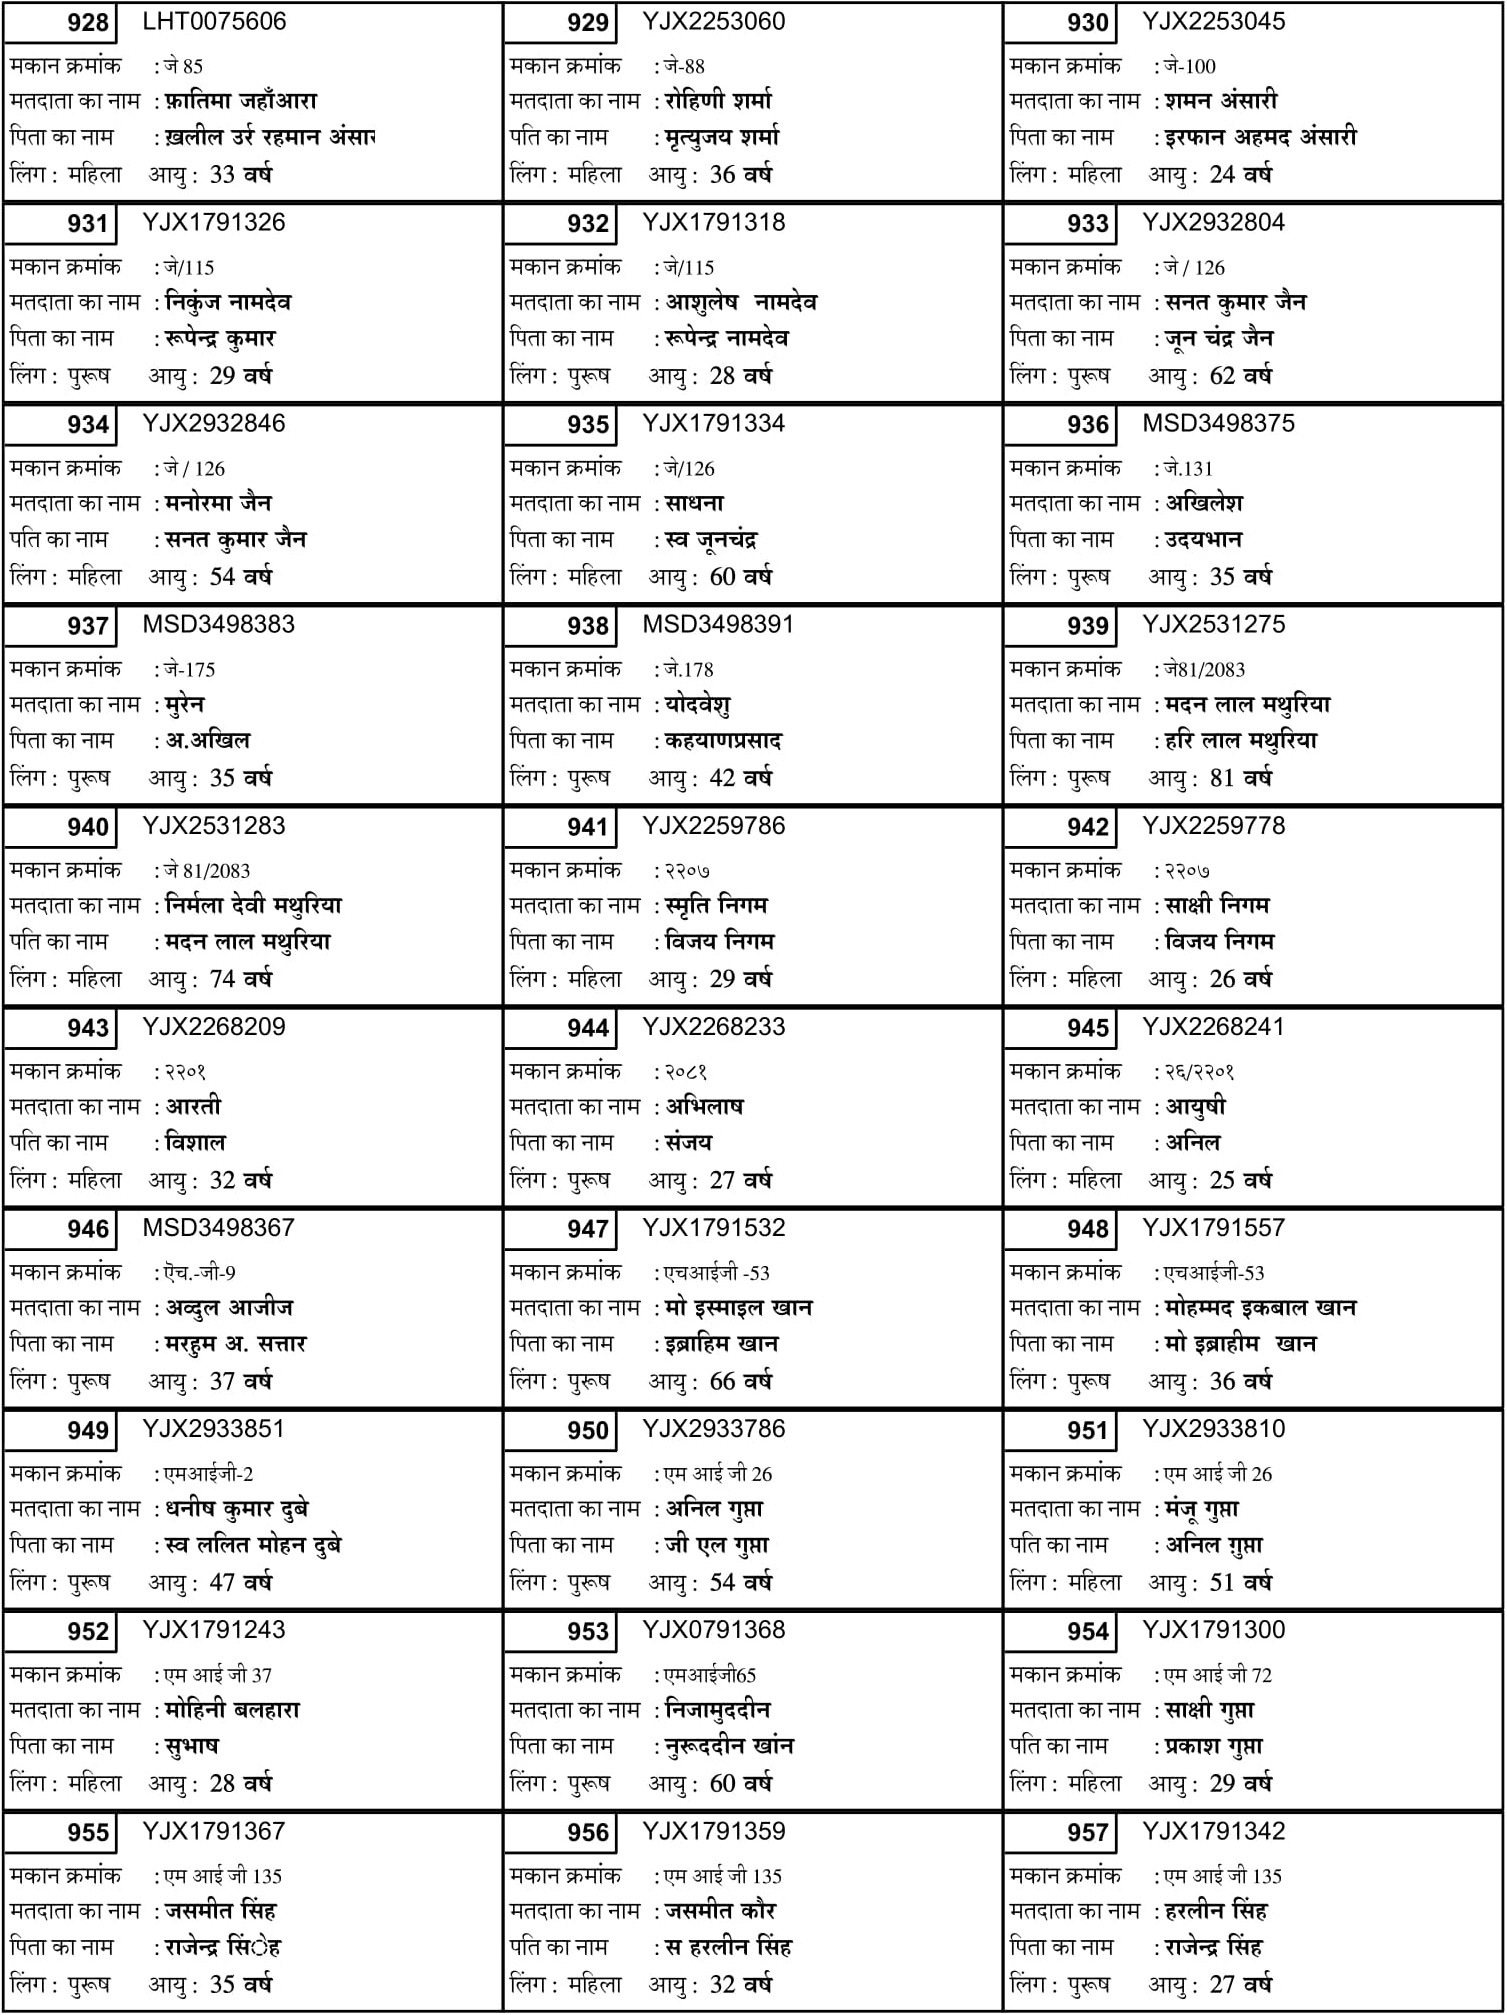 928 LHT0075606
मकान क्रमांक : जे 85
मतदाता का नाम : फ़ातिमा जहाँआरा
पिता का नाम : ख़लील उर्र रहमान अंसार
लिंग : महिला आयु : 33 वर्ष
929 YJX2253060
मकान क्रमांक : जे-88
मतदाता का नाम : रोहिणी शर्मा
पति का नाम : मृत्युजय शर्मा
लिंग : महिला आयु : 36 वर्ष
930 YJX2253045
मकान क्रमांक : जे-100
मतदाता का नाम : शमन अंसारी
पिता का नाम : इरफान अहमद अंसारी
लिंग : महिला आयु : 24 वर्ष
931 YJX1791326
मकान क्रमांक : जे/115
मतदाता का नाम : निकुंज नामदेव
पिता का नाम : रूपेन्द्र कुमार
लिंग : पुरूष आयु : 29 वर्ष
932 YJX1791318
मकान क्रमांक : जे/115
मतदाता का नाम : आशुलेष नामदेव
पिता का नाम : रूपेन्द्र नामदेव
लिंग : पुरूष आयु : 28 वर्ष
933 YJX2932804
मकान क्रमांक : जे / 126
मतदाता का नाम : सनत कुमार जैन
पिता का नाम : जून चंद्र जैन
लिंग : पुरूष आयु : 62 वर्ष
934 YJX2932846
मकान क्रमांक : जे / 126
मतदाता का नाम : मनोरमा जैन
पति का नाम : सनत कुमार जैन
लिंग : महिला आयु : 54 वर्ष
935 YJX1791334
मकान क्रमांक : जे/126
मतदाता का नाम : साधना
पिता का नाम : स्व जूनचंद्र
लिंग : महिला आयु : 60 वर्ष
936 MSD3498375
मकान क्रमांक : जे.131
मतदाता का नाम : अखिलेश
पिता का नाम : उदयभान
लिंग : पुरूष आयु : 35 वर्ष
937 MSD3498383
मकान क्रमांक : जे-175
मतदाता का नाम : मुरेन
पिता का नाम : अ.अखिल
लिंग : पुरूष आयु : 35 वर्ष
938 MSD3498391
मकान क्रमांक : जे.178
मतदाता का नाम : योदवेशु
पिता का नाम : कहयाणप्रसाद
लिंग : पुरूष आयु : 42 वर्ष
939 YJX2531275
मकान क्रमांक : जे81/2083
मतदाता का नाम : मदन लाल मथुरिया
पिता का नाम : हरि लाल मथुरिया
लिंग : पुरूष आयु : 81 वर्ष
940 YJX2531283
मकान क्रमांक : जे 81/2083
मतदाता का नाम : निर्मला देवी मथुरिया
पति का नाम : मदन लाल मथुरिया
लिंग : महिला आयु : 74 वर्ष
941 YJX2259786
मकान क्रमांक : २२०७
मतदाता का नाम : स्मृति निगम
पिता का नाम : विजय निगम
लिंग : महिला आयु : 29 वर्ष
942 YJX2259778
मकान क्रमांक : २२०७
मतदाता का नाम : साक्षी निगम
पिता का नाम : विजय निगम
लिंग : महिला आयु : 26 वर्ष
943 YJX2268209
मकान क्रमांक : २२०१
मतदाता का नाम : आरती
पति का नाम : विशाल
लिंग : महिला आयु : 32 वर्ष
944 YJX2268233
मकान क्रमांक : २०८१
मतदाता का नाम : अभिलाष
पिता का नाम : संजय
लिंग : पुरूष आयु : 27 वर्ष
945 YJX2268241
मकान क्रमांक : २६/२२०१
मतदाता का नाम : आयुषी
पिता का नाम : अनिल
लिंग : महिला आयु : 25 वर्ष
946 MSD3498367
मकान क्रमांक : ऎच.-जी-9
मतदाता का नाम : अव्दुल आजीज
पिता का नाम : मरहुम अ. सत्तार
लिंग : पुरूष आयु : 37 वर्ष
947 YJX1791532
मकान क्रमांक : एचआईजी -53
मतदाता का नाम : मो इस्माइल खान
पिता का नाम : इब्राहिम खान
लिंग : पुरूष आयु : 66 वर्ष
948 YJX1791557
मकान क्रमांक : एचआईजी-53
मतदाता का नाम : मोहम्मद इकबाल खान
पिता का नाम : मो इब्राहीम खान
लिंग : पुरूष आयु : 36 वर्ष
949 YJX2933851
मकान क्रमांक : एमआईजी-2
मतदाता का नाम : धनीष कुमार दुबे
पिता का नाम : स्व ललित मोहन दुबे
लिंग : पुरूष आयु : 47 वर्ष
950 YJX2933786
मकान क्रमांक : एम आई जी 26
मतदाता का नाम : अनिल गुप्ता
पिता का नाम : जी एल गुप्ता
लिंग : पुरूष आयु : 54 वर्ष
951 YJX2933810
मकान क्रमांक : एम आई जी 26
मतदाता का नाम : मंजू गुप्ता
पति का नाम : अनिल ग़ुप्ता
लिंग : महिला आयु : 51 वर्ष
952 YJX1791243
मकान क्रमांक : एम आई जी 37
मतदाता का नाम : मोहिनी बलहारा
पिता का नाम : सुभाष
लिंग : महिला आयु : 28 वर्ष
953 YJX0791368
मकान क्रमांक : एमआईजी65
मतदाता का नाम : निजामुददीन
पिता का नाम : नुरूददीन खांन
लिंग : पुरूष आयु : 60 वर्ष
954 YJX1791300
मकान क्रमांक : एम आई जी 72
मतदाता का नाम : साक्षी गुप्ता
पति का नाम : प्रकाश गुप्ता
लिंग : महिला आयु : 29 वर्ष
955 YJX1791367
मकान क्रमांक : एम आई जी 135
मतदाता का नाम : जसमीत सिंह
पिता का नाम : राजेन्द्र सिंेह
लिंग : पुरूष आयु : 35 वर्ष
956 YJX1791359
मकान क्रमांक : एम आई जी 135
मतदाता का नाम : जसमीत कौर
पति का नाम : स हरलीन सिंह
लिंग : महिला आयु : 32 वर्ष
957 YJX1791342
मकान क्रमांक : एम आई जी 135
मतदाता का नाम : हरलीन सिंह
पिता का नाम : राजेन्द्र सिंह
लिंग : पुरूष आयु : 27 वर्ष